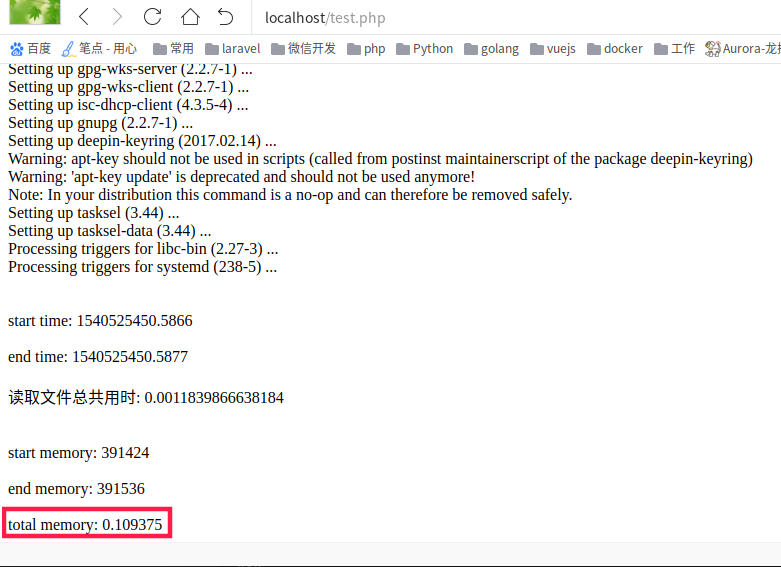 localhost/test.php
百度 笔点 - 用心 常用 laravel 微信开发 php Python golang vuejs docker 工作 Aurora-龙
Setting up gpg-wks-server (2.2.7-1) ...
Setting up gpg-wks-client (2.2.7-1) ...
Setting up isc-dhcp-client (4.3.5-4) ...
Setting up gnupg (2.2.7-1) ...
Setting up deepin-keyring (2017.02.14) ...
Warning: apt-key should not be used in scripts (called from postinst maintainerscript of the package deepin-keyring)
Warning: 'apt-key update' is deprecated and should not be used anymore!
Note: In your distribution this command is a no-op and can therefore be removed safely.
Setting up tasksel (3.44) ...
Setting up tasksel-data (3.44) ...
Processing triggers for libc-bin (2.27-3) ...
Processing triggers for systemd (238-5) ...
start time: 1540525450.5866
end time: 1540525450.5877
读取文件总共用时: 0.0011839866638184
start memory: 391424
end memory: 391536
total memory: 0.109375